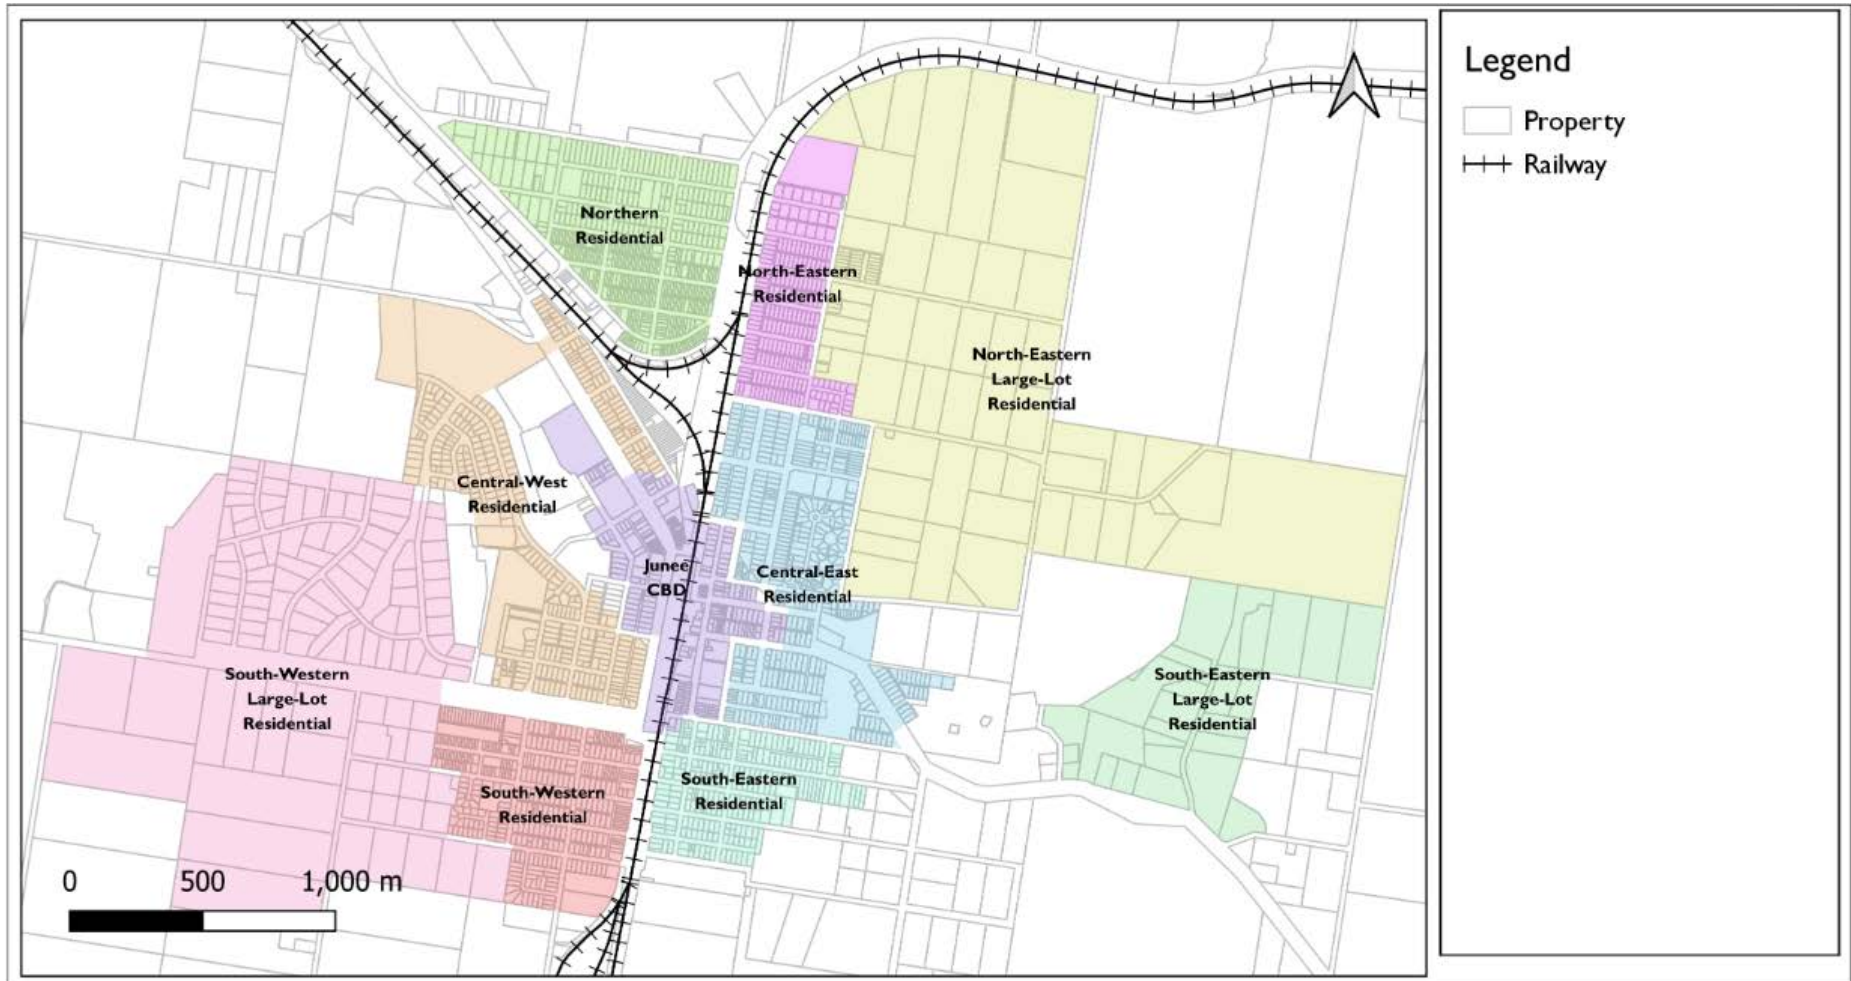 Legend
Property
Railway
Northern
Residential
North-Eastern
Residential
North-Eastern
Large-Lot
Residential
Central-West
Residential
Junee
CBD
Central-East
Residential
South-Western
Large-Lot
Residential
South-Eastern
Large-Lot
Residential
South-Western
Residential
South-Eastern
Residential
0 500 1,000 m